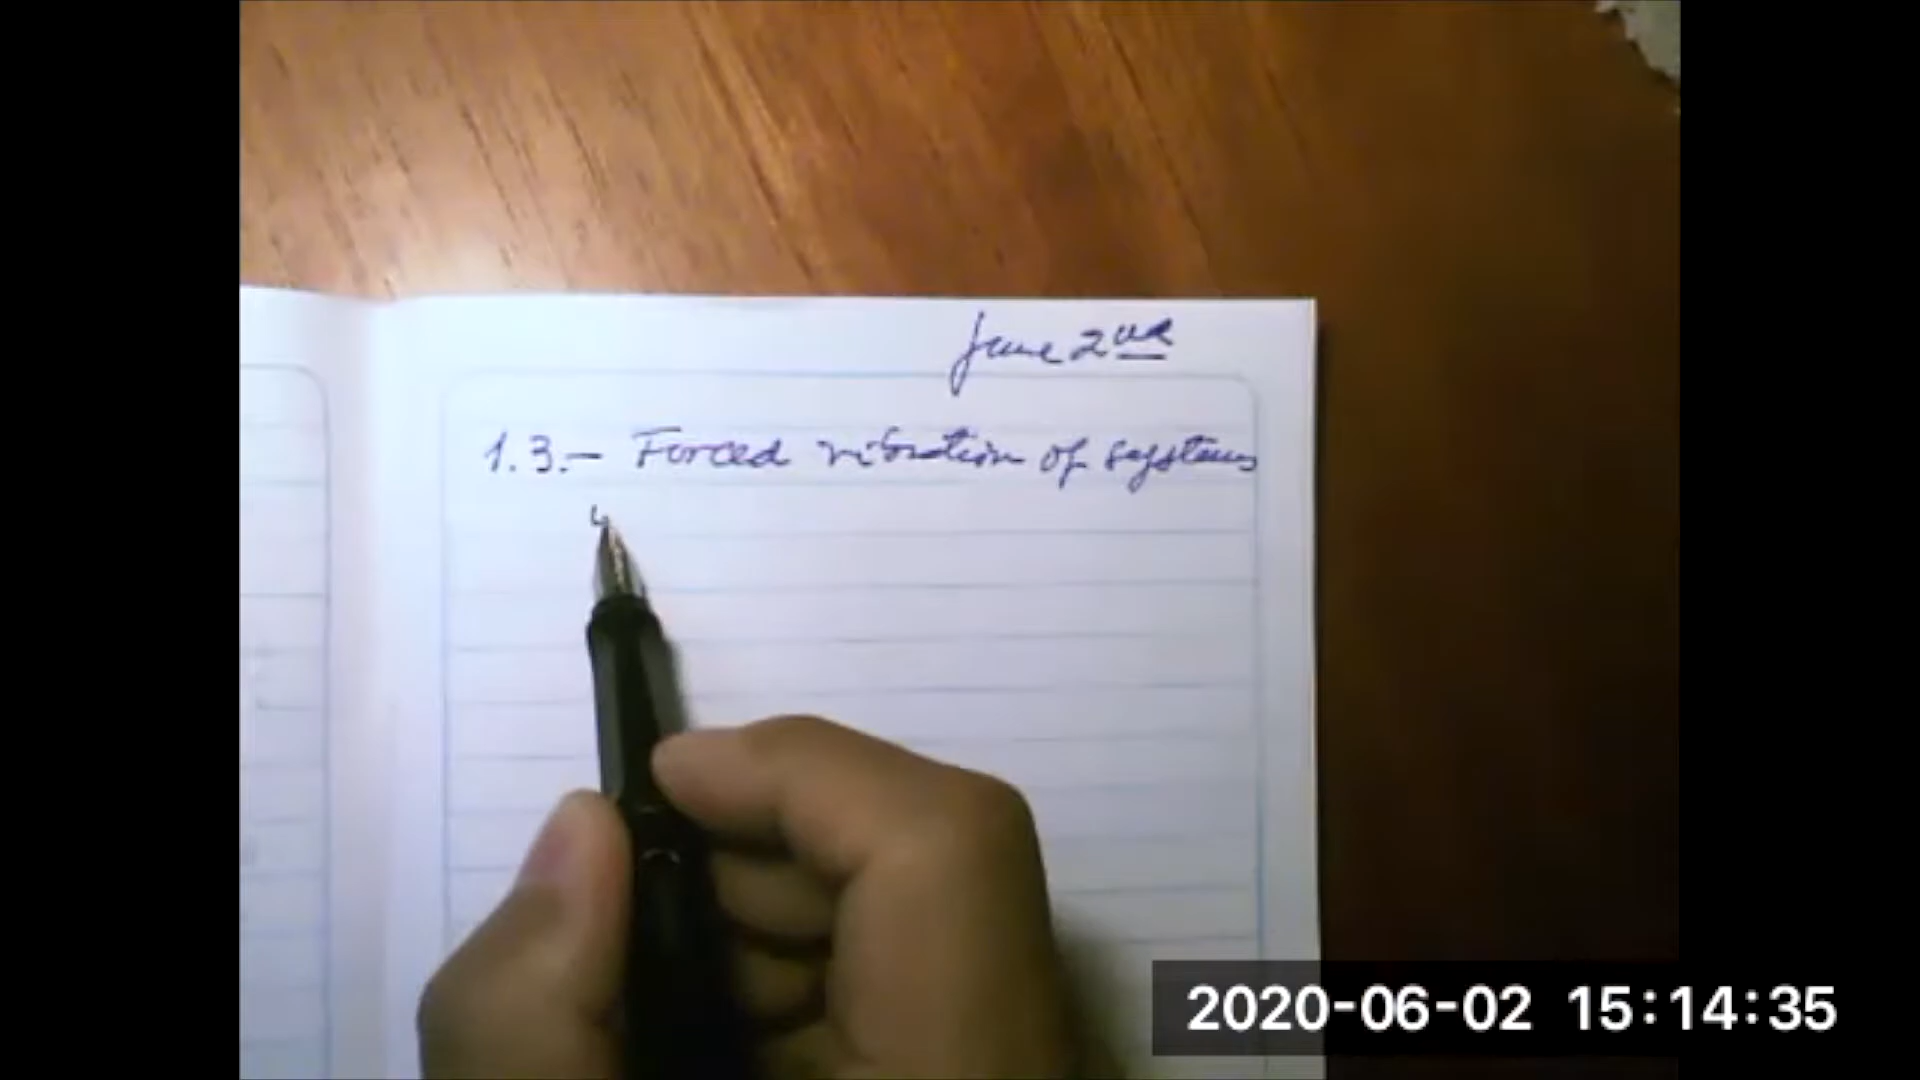 June 2nd
1.3.- Forced vibration of systems
2020-06-02 15:14:35